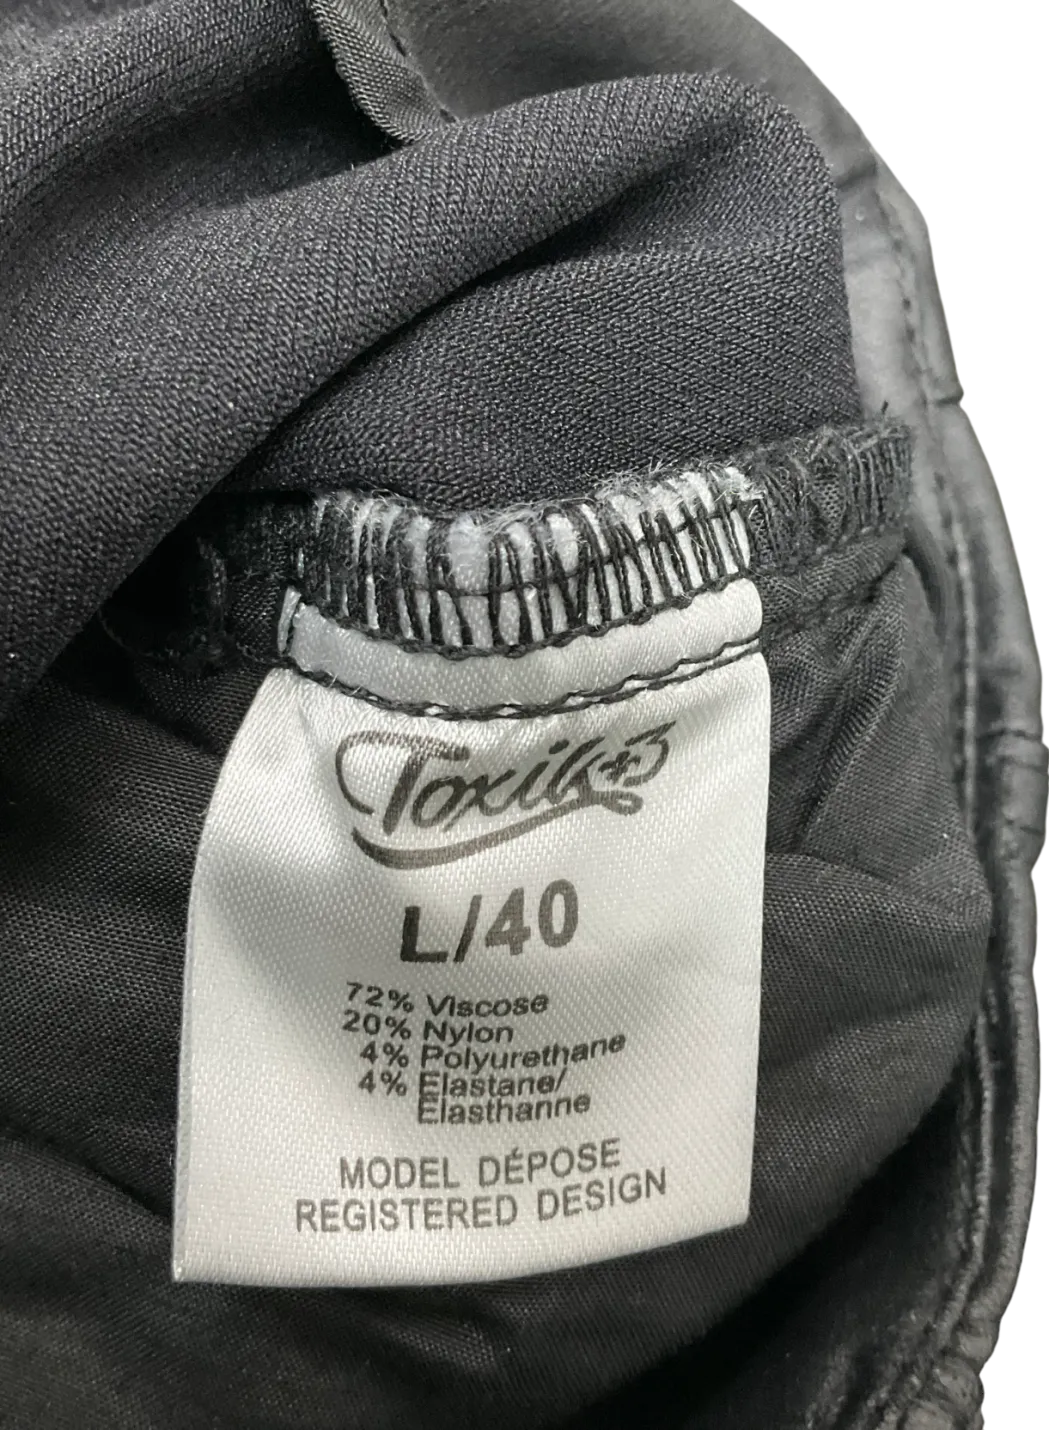 Toxik3
L/40
72% Viscose
20% Nylon
4% Polyurethane
4% Elastane/
Elasthanne
MODEL DÉPOSE
REGISTERED DESIGN